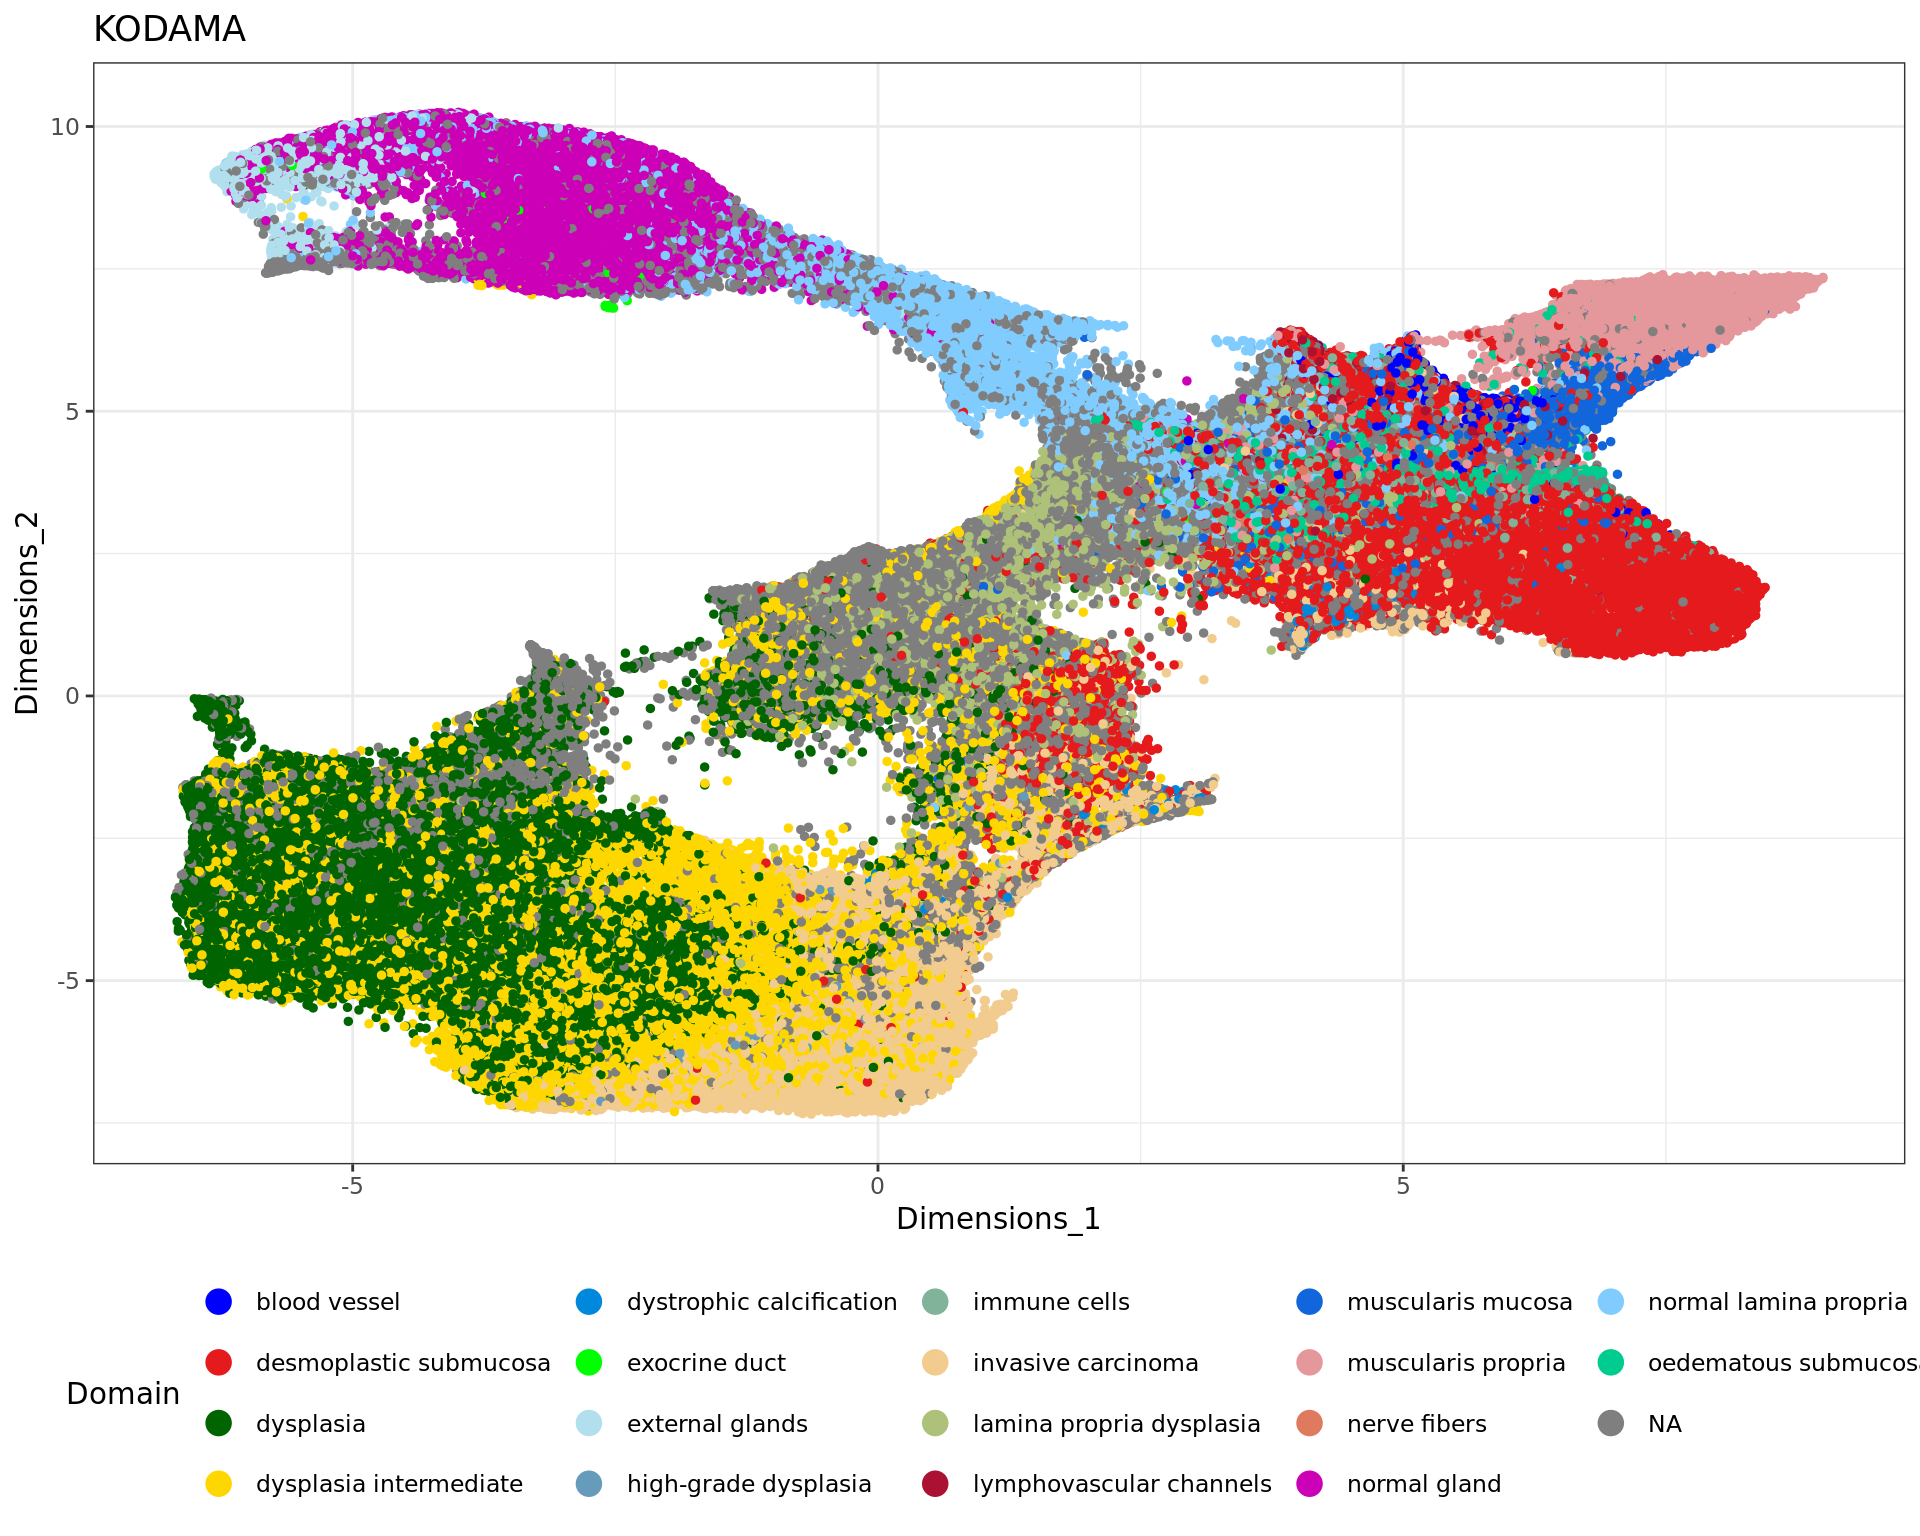 KODAMA
10
5
0
-5
Dimensions_2
-5
0
5
Dimensions_1
Domain
blood vessel
desmoplastic submucosa
dysplasia
dysplasia intermediate
dystrophic calcification
exocrine duct
external glands
high-grade dysplasia
immune cells
invasive carcinoma
lamina propria dysplasia
lymphovascular channels
muscularis mucosa
muscularis propria
nerve fibers
normal gland
normal lamina propria
oedematous submucosa
NA